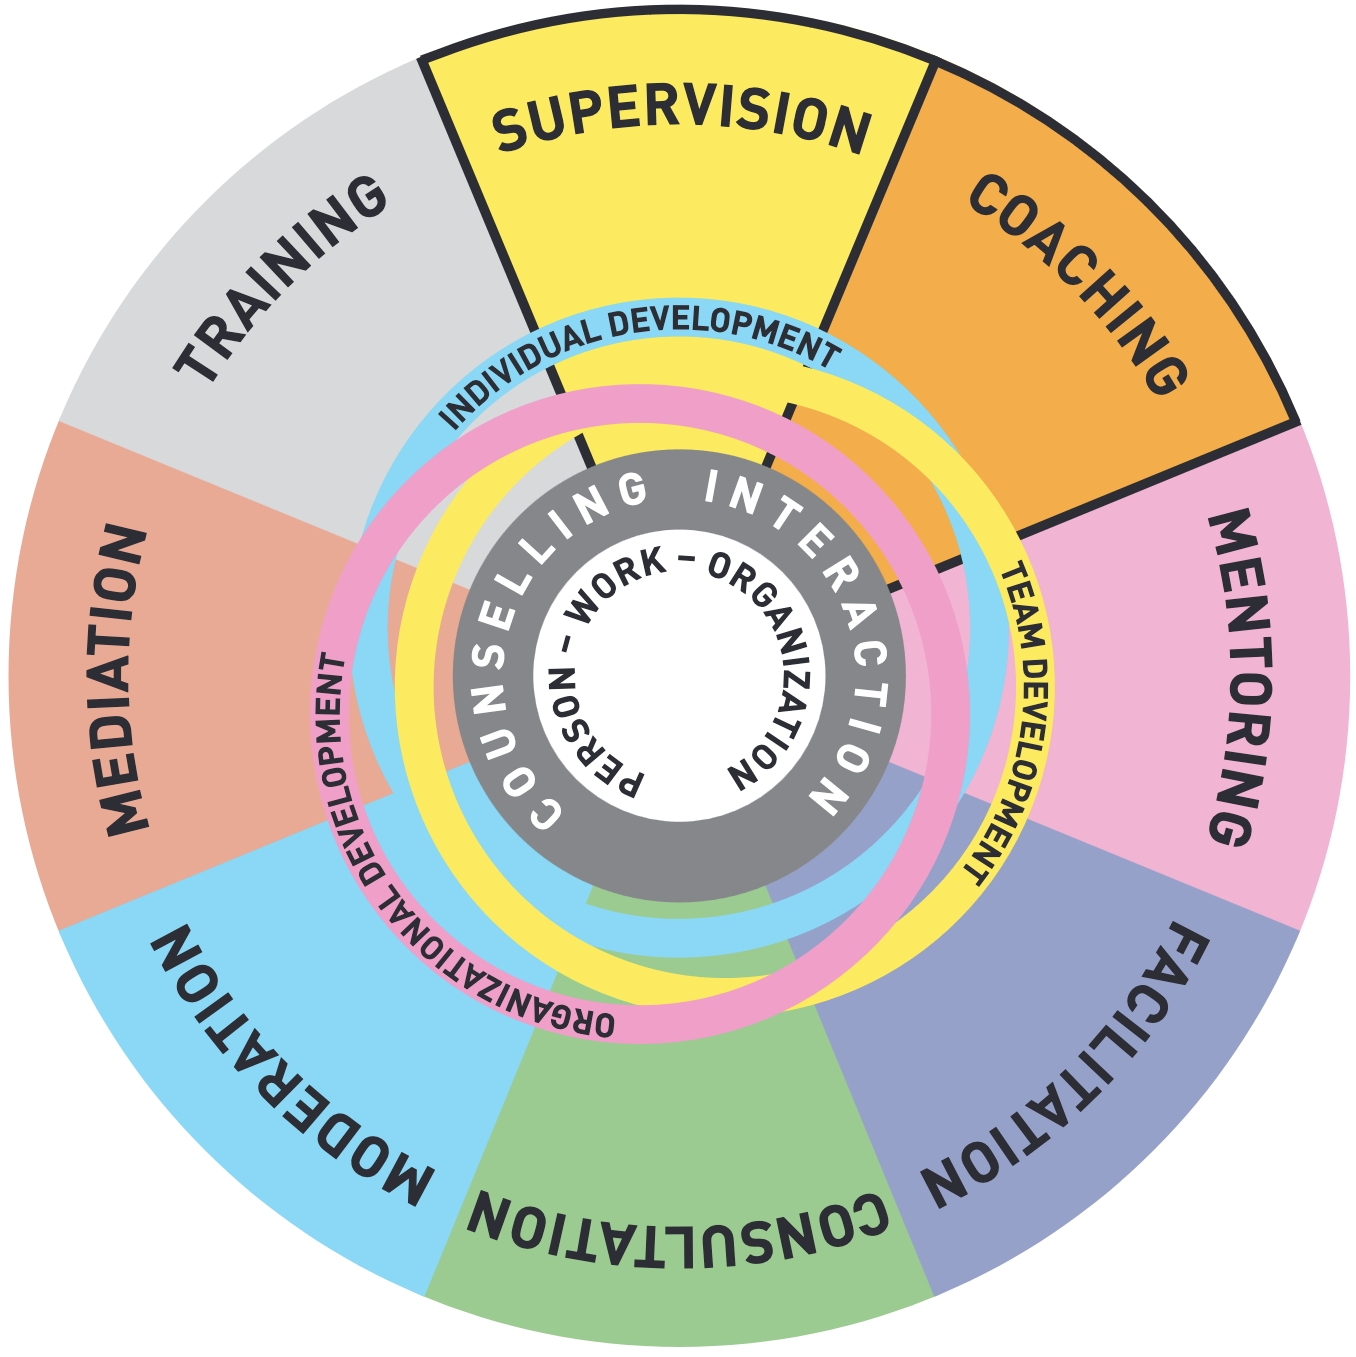 SUPERVISION
COACHING
MENTORING
FACILITATION
CONSULTATION
MODERATION
MEDIATION
TRAINING
INDIVIDUAL DEVELOPMENT
TEAM DEVELOPMENT
ORGANIZATIONAL DEVELOPMENT
COUNSELLING INTERACTION
PERSON – WORK – ORGANIZATION